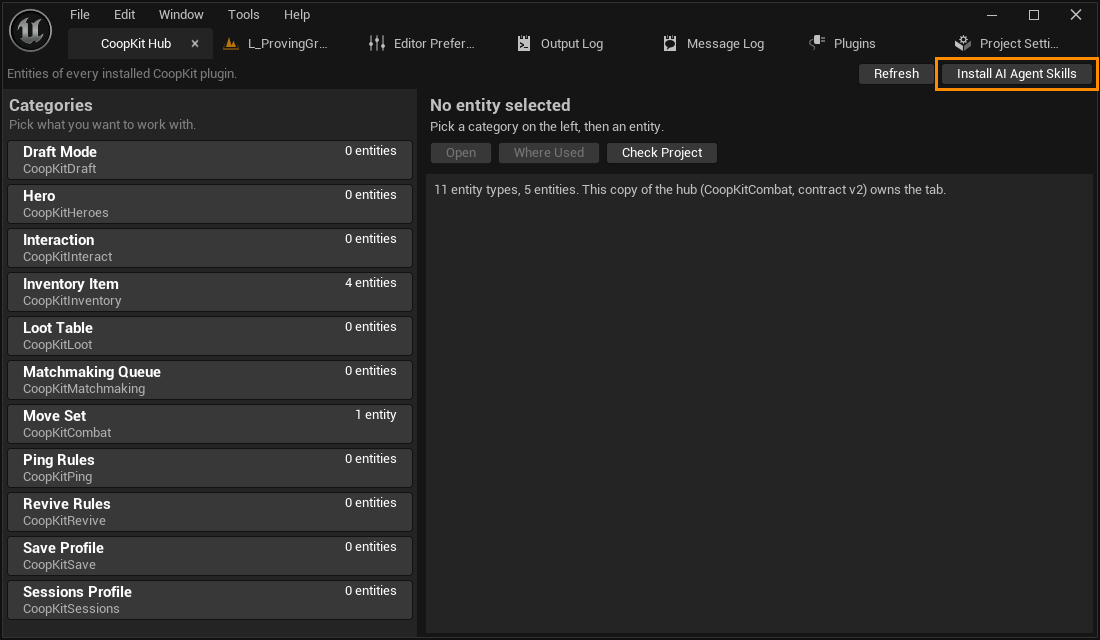 File Edit Window Tools Help
CoopKit Hub × L_ProvingGr... Editor Prefer... Output Log Message Log Plugins Project Setti...
Entities of every installed CoopKit plugin.
Refresh Install AI Agent Skills
Categories
Pick what you want to work with.
Draft Mode 0 entities
CoopKitDraft
Hero 0 entities
CoopKitHeroes
Interaction 0 entities
CoopKitInteract
Inventory Item 4 entities
CoopKitInventory
Loot Table 0 entities
CoopKitLoot
Matchmaking Queue 0 entities
CoopKitMatchmaking
Move Set 1 entity
CoopKitCombat
Ping Rules 0 entities
CoopKitPing
Revive Rules 0 entities
CoopKitRevive
Save Profile 0 entities
CoopKitSave
Sessions Profile 0 entities
CoopKitSessions
No entity selected
Pick a category on the left, then an entity.
Open Where Used Check Project
11 entity types, 5 entities. This copy of the hub (CoopKitCombat, contract v2) owns the tab.